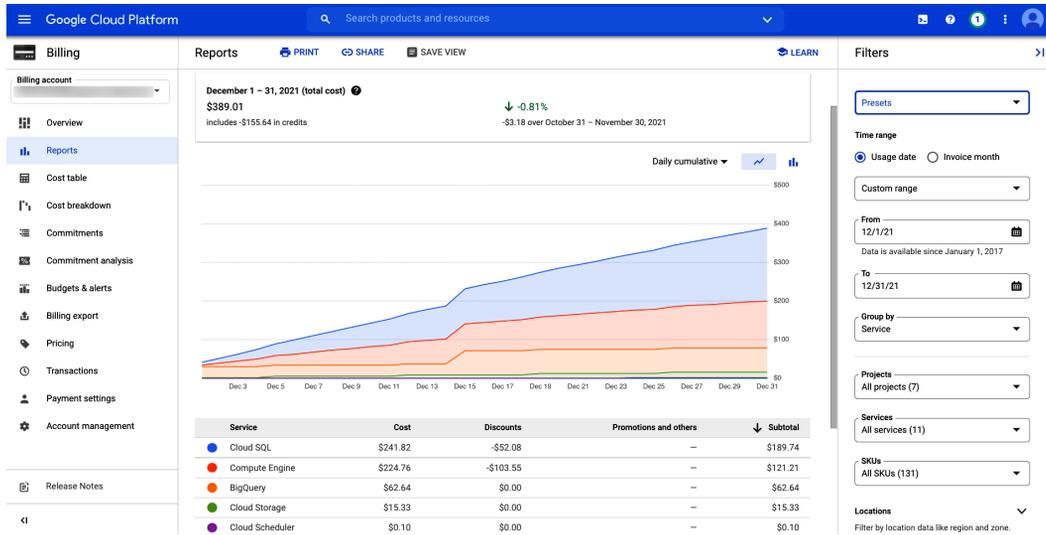 Google Cloud Platform
Search products and resources
1
Billing
Billing account
Overview
Reports
Cost table
Cost breakdown
Commitments
Commitment analysis
Budgets & alerts
Billing export
Pricing
Transactions
Payment settings
Account management
Release Notes
Reports
PRINT
SHARE
SAVE VIEW
LEARN
December 1 – 31, 2021 (total cost)
$389.01
includes -$155.64 in credits
-0.81%
-$3.18 over October 31 – November 30, 2021
Daily cumulative
$500
$400
$300
$200
$100
$0
Dec 3 Dec 5 Dec 7 Dec 9 Dec 11 Dec 13 Dec 15 Dec 17 Dec 19 Dec 21 Dec 23 Dec 25 Dec 27 Dec 29 Dec 31
Service Cost Discounts Promotions and others Subtotal
Cloud SQL $241.82 -$52.08 – $189.74
Compute Engine $224.76 -$103.55 – $121.21
BigQuery $62.64 $0.00 – $62.64
Cloud Storage $15.33 $0.00 – $15.33
Cloud Scheduler $0.10 $0.00 – $0.10
Filters
Presets
Time range
Usage date Invoice month
Custom range
From
12/1/21
Data is available since January 1, 2017
To
12/31/21
Group by
Service
Projects
All projects (7)
Services
All services (11)
SKUs
All SKUs (131)
Locations
Filter by location data like region and zone.